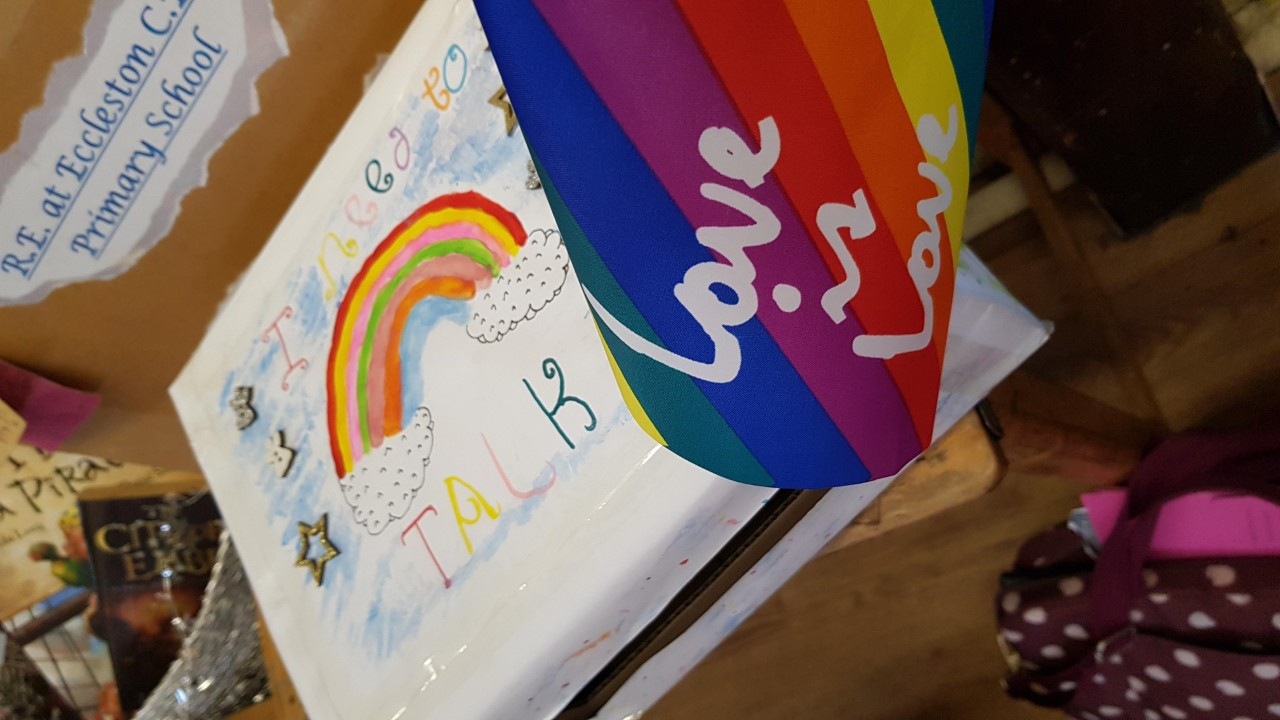 R.E. at Eccleston C.E
Primary School
I need to
TALK
Love
is
Love